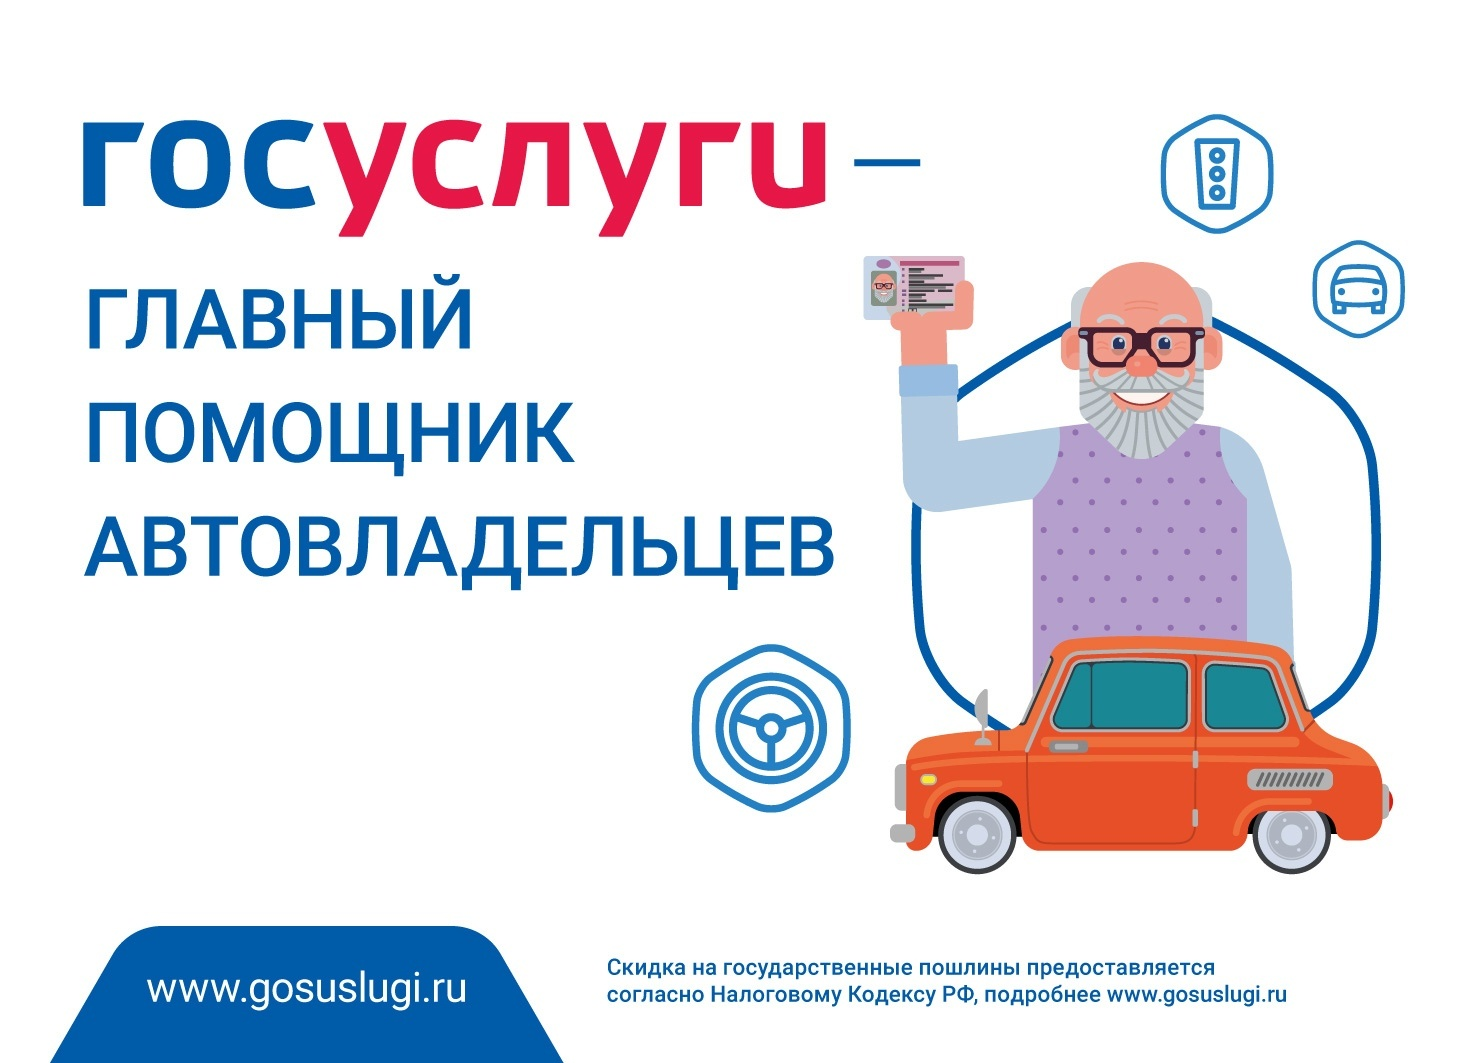 госуслуги —
ГЛАВНЫЙ
ПОМОЩНИК
АВТОВЛАДЕЛЬЦЕВ
www.gosuslugi.ru
Скидка на государственные пошлины предоставляется
согласно Налоговому Кодексу РФ, подробнее www.gosuslugi.ru